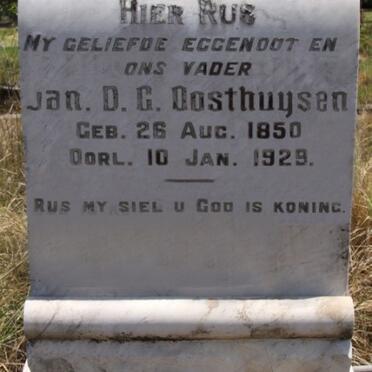 HIER RUS
MY GELIEFDE EGGENOOT EN
ONS VADER
Jan. D. G. Oosthuysen
GEB. 26 AUG. 1850
OORL. 10 JAN. 1929.
RUS MY SIEL U GOD IS KONING.